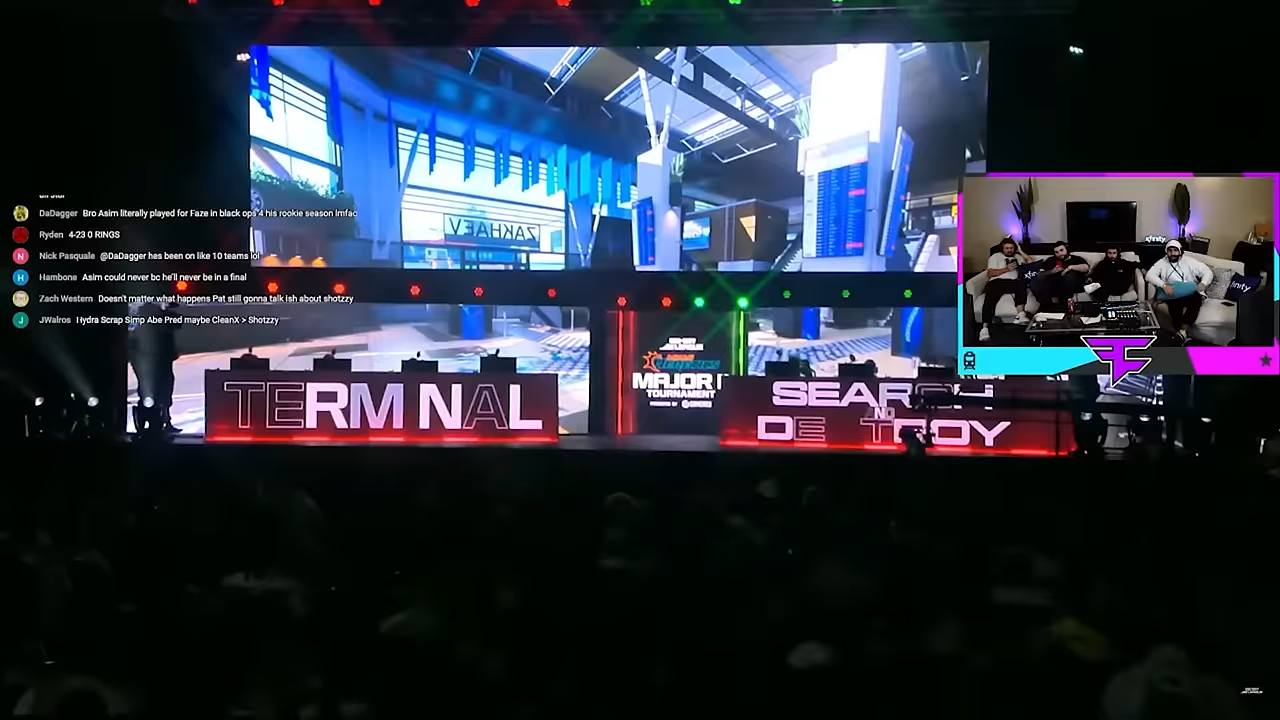 DaDagger Bro Asim literally played for Faze in black ops 4 his rookie season lmfao
Ryden 4-23 0 RINGS
Nick Pasquale @DaDagger has been on like 10 teams lol
Hambone Asim could never bc he'll never be in a final
Zach Western Doesn't matter what happens Pat still gonna talk ish about shotzzy
JWalros Hydra Scrap Simp Abe Pred maybe CleanX > Shotzzy
ZAKHAEV
xfinity
TERM NAL
MAJOR I
TOURNAMENT
SEARCH
ND
DE TROY